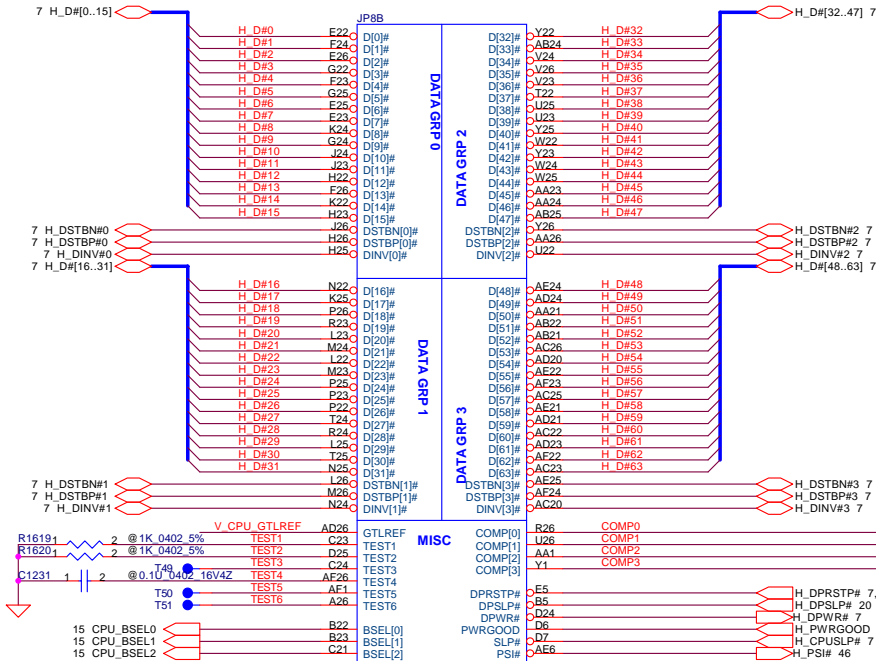 JP8B
7 H_D#[0..15] H_D#[32..47] 7
H_D#0 E22 D[0]# D[32]# Y22 H_D#32
H_D#1 F24 D[1]# D[33]# AB24 H_D#33
H_D#2 E26 D[2]# D[34]# V24 H_D#34
H_D#3 G22 D[3]# D[35]# V26 H_D#35
H_D#4 F23 D[4]# D[36]# V23 H_D#36
H_D#5 G25 D[5]# D[37]# T22 H_D#37
H_D#6 E25 D[6]# D[38]# U25 H_D#38
H_D#7 E23 D[7]# D[39]# U23 H_D#39
H_D#8 K24 D[8]# D[40]# Y25 H_D#40
H_D#9 G24 D[9]# D[41]# W22 H_D#41
H_D#10 J24 D[10]# D[42]# Y23 H_D#42
H_D#11 J23 D[11]# D[43]# W24 H_D#43
H_D#12 H22 D[12]# D[44]# W25 H_D#44
H_D#13 F26 D[13]# D[45]# AA23 H_D#45
H_D#14 K22 D[14]# D[46]# AA24 H_D#46
H_D#15 H23 D[15]# D[47]# AB25 H_D#47
7 H_DSTBN#0 J26 DSTBN[0]# DSTBN[2]# Y26 H_DSTBN#2 7
7 H_DSTBP#0 H26 DSTBP[0]# DSTBP[2]# AA26 H_DSTBP#2 7
7 H_DINV#0 H25 DINV[0]# DINV[2]# U22 H_DINV#2 7
DATA GRP 0
DATA GRP 2
7 H_D#[16..31] H_D#[48..63] 7
H_D#16 N22 D[16]# D[48]# AE24 H_D#48
H_D#17 K25 D[17]# D[49]# AD24 H_D#49
H_D#18 P26 D[18]# D[50]# AA21 H_D#50
H_D#19 R23 D[19]# D[51]# AB22 H_D#51
H_D#20 L23 D[20]# D[52]# AB21 H_D#52
H_D#21 M24 D[21]# D[53]# AC26 H_D#53
H_D#22 L22 D[22]# D[54]# AD20 H_D#54
H_D#23 M23 D[23]# D[55]# AE22 H_D#55
H_D#24 P25 D[24]# D[56]# AF23 H_D#56
H_D#25 P23 D[25]# D[57]# AC25 H_D#57
H_D#26 P22 D[26]# D[58]# AE21 H_D#58
H_D#27 T24 D[27]# D[59]# AD21 H_D#59
H_D#28 R24 D[28]# D[60]# AC22 H_D#60
H_D#29 L25 D[29]# D[61]# AD23 H_D#61
H_D#30 T25 D[30]# D[62]# AF22 H_D#62
H_D#31 N25 D[31]# D[63]# AC23 H_D#63
7 H_DSTBN#1 L26 DSTBN[1]# DSTBN[3]# AE25 H_DSTBN#3 7
7 H_DSTBP#1 M26 DSTBP[1]# DSTBP[3]# AF24 H_DSTBP#3 7
7 H_DINV#1 N24 DINV[1]# DINV[3]# AC20 H_DINV#3 7
DATA GRP 1
DATA GRP 3
V_CPU_GTLREF AD26 GTLREF MISC COMP[0] R26 COMP0
R1619 1 2 @1K_0402_5% TEST1 C23 TEST1 COMP[1] U26 COMP1
R1620 1 2 @1K_0402_5% TEST2 D25 TEST2 COMP[2] AA1 COMP2
T49 TEST3 C24 TEST3 COMP[3] Y1 COMP3
C1231 1 2 @0.1U_0402_16V4Z TEST4 AF26 TEST4
T50 TEST5 AF1 TEST5 DPRSTP# E5 H_DPRSTP# 7,
T51 TEST6 A26 TEST6 DPSLP# B5 H_DPSLP# 20
DPWR# D24 H_DPWR# 7
15 CPU_BSEL0 B22 BSEL[0] PWRGOOD D6 H_PWRGOOD
15 CPU_BSEL1 B23 BSEL[1] SLP# D7 H_CPUSLP# 7
15 CPU_BSEL2 C21 BSEL[2] PSI# AE6 H_PSI# 46